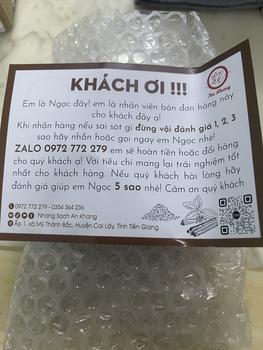 An Khang
KHÁCH ƠI !!!
Em là Ngọc đây! em là nhân viên bán đơn hàng này
cho khách đây ạ!
Khi nhận hàng nếu sai sót gì đừng vội đánh giá 1, 2, 3
sao hãy nhắn hoặc gọi ngay em Ngọc nhé!
ZALO 0972 772 279 em sẽ hoàn tiền hoặc đổi hàng
cho quý khách ạ! Với tiêu chí mang lại trải nghiệm tốt
nhất cho khách hàng. Nếu quý khách hài lòng hãy
đánh giá giúp em Ngọc 5 sao nhé! Cảm ơn quý khách
0972 772 279 - 0354 364 236
Nhang Sạch An Khang
Ấp 1, xã Mỹ Thành Bắc, Huyện Cai Lậy, Tỉnh Tiền Giang